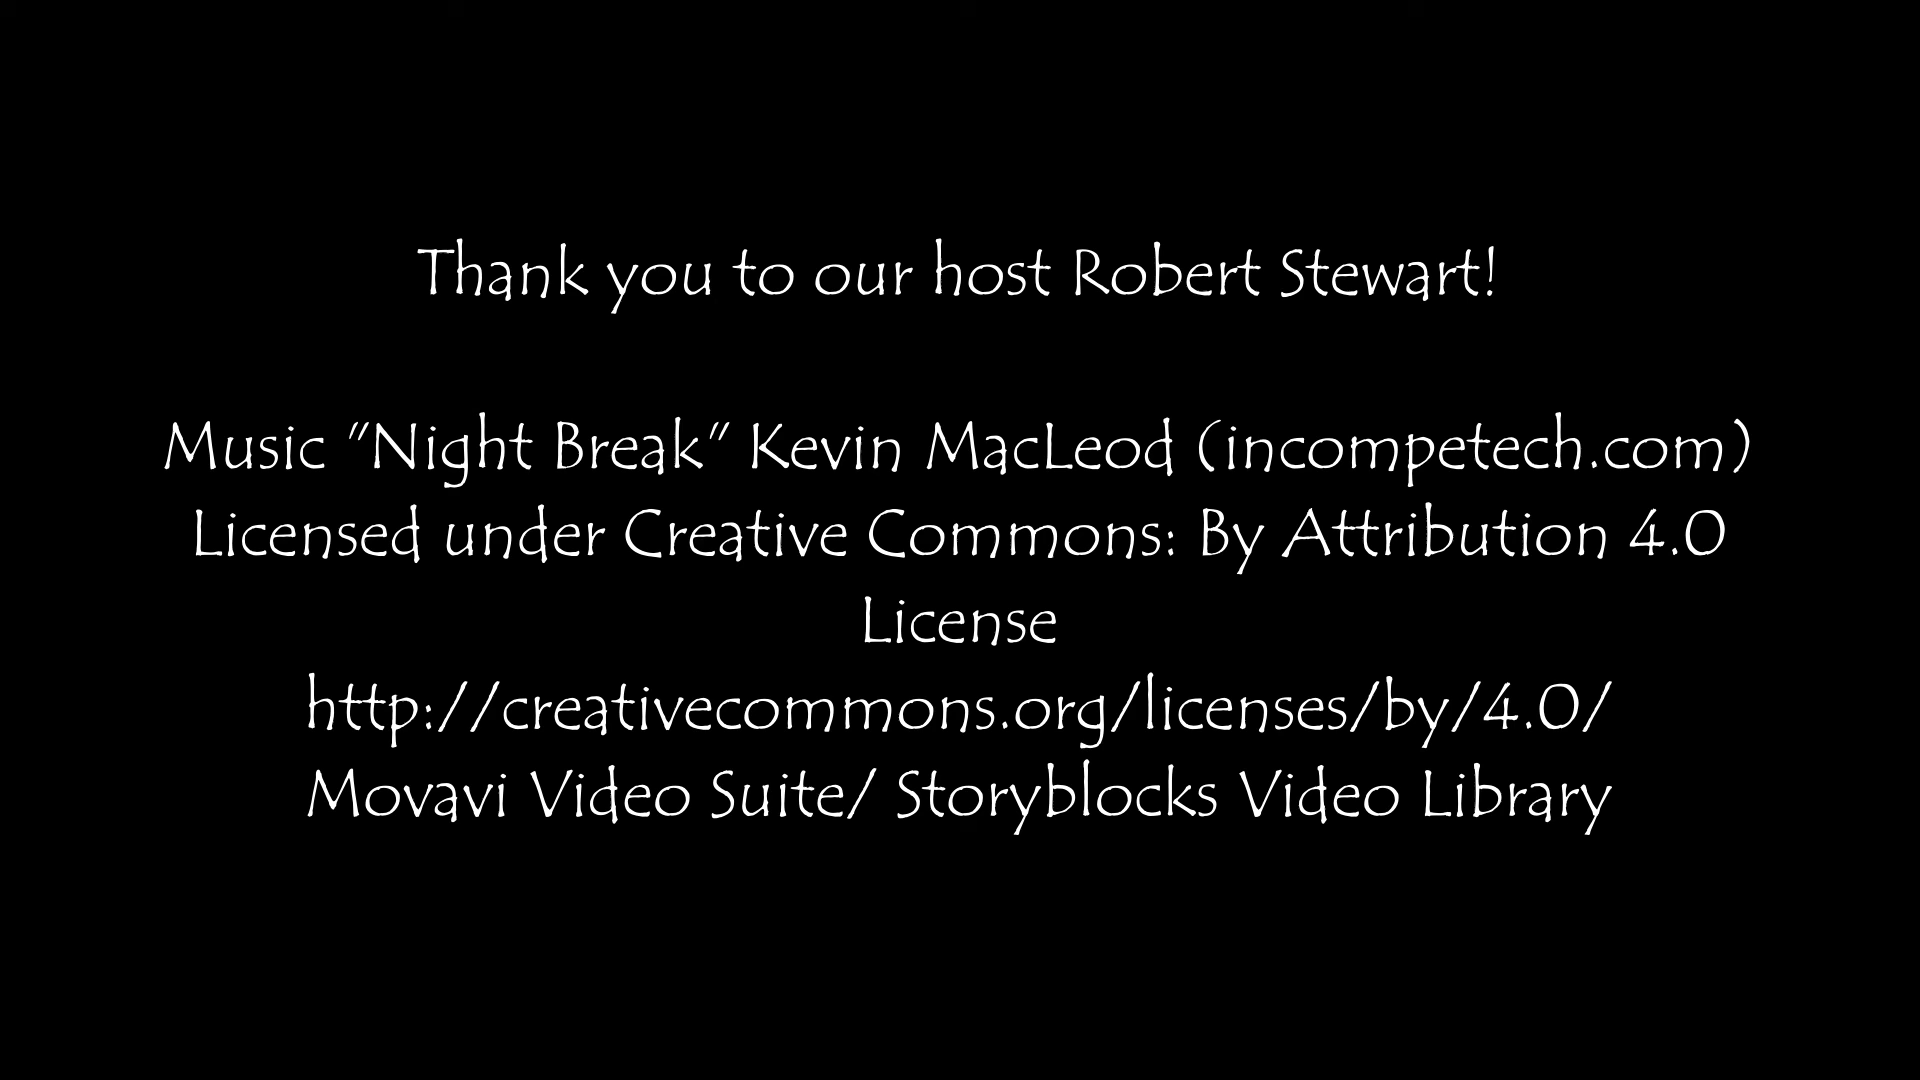 Thank you to our host Robert Stewart!
Music "Night Break" Kevin MacLeod (incompetech.com)
Licensed under Creative Commons: By Attribution 4.0
License
http://creativecommons.org/licenses/by/4.0/
Movavi Video Suite/ Storyblocks Video Library